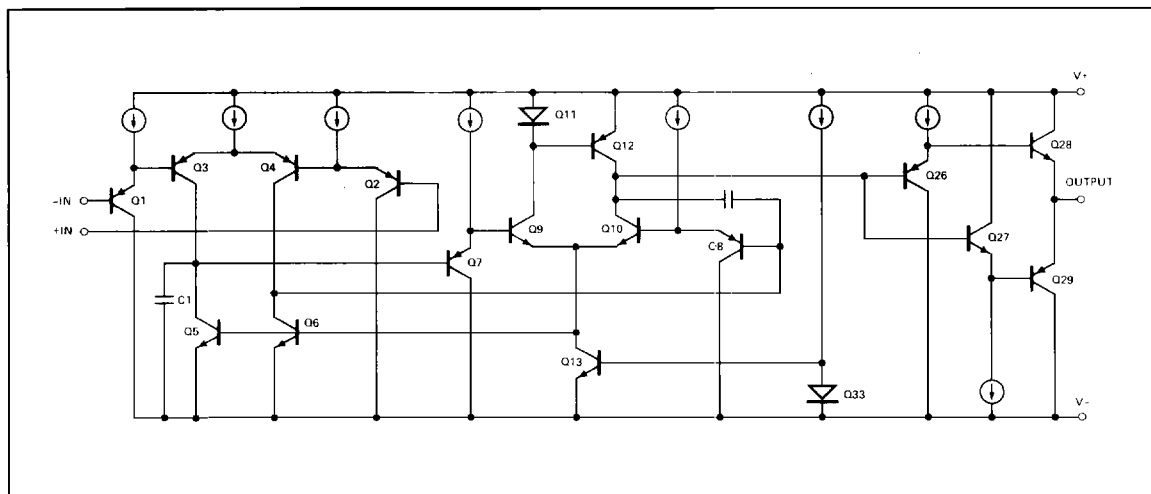 V+
Q11
Q12
Q3
Q4
Q2
Q26
Q28
-IN
Q1
+IN
OUTPUT
Q9
Q10
C8
Q27
Q7
Q29
C1
Q5
Q6
Q13
Q33
V-